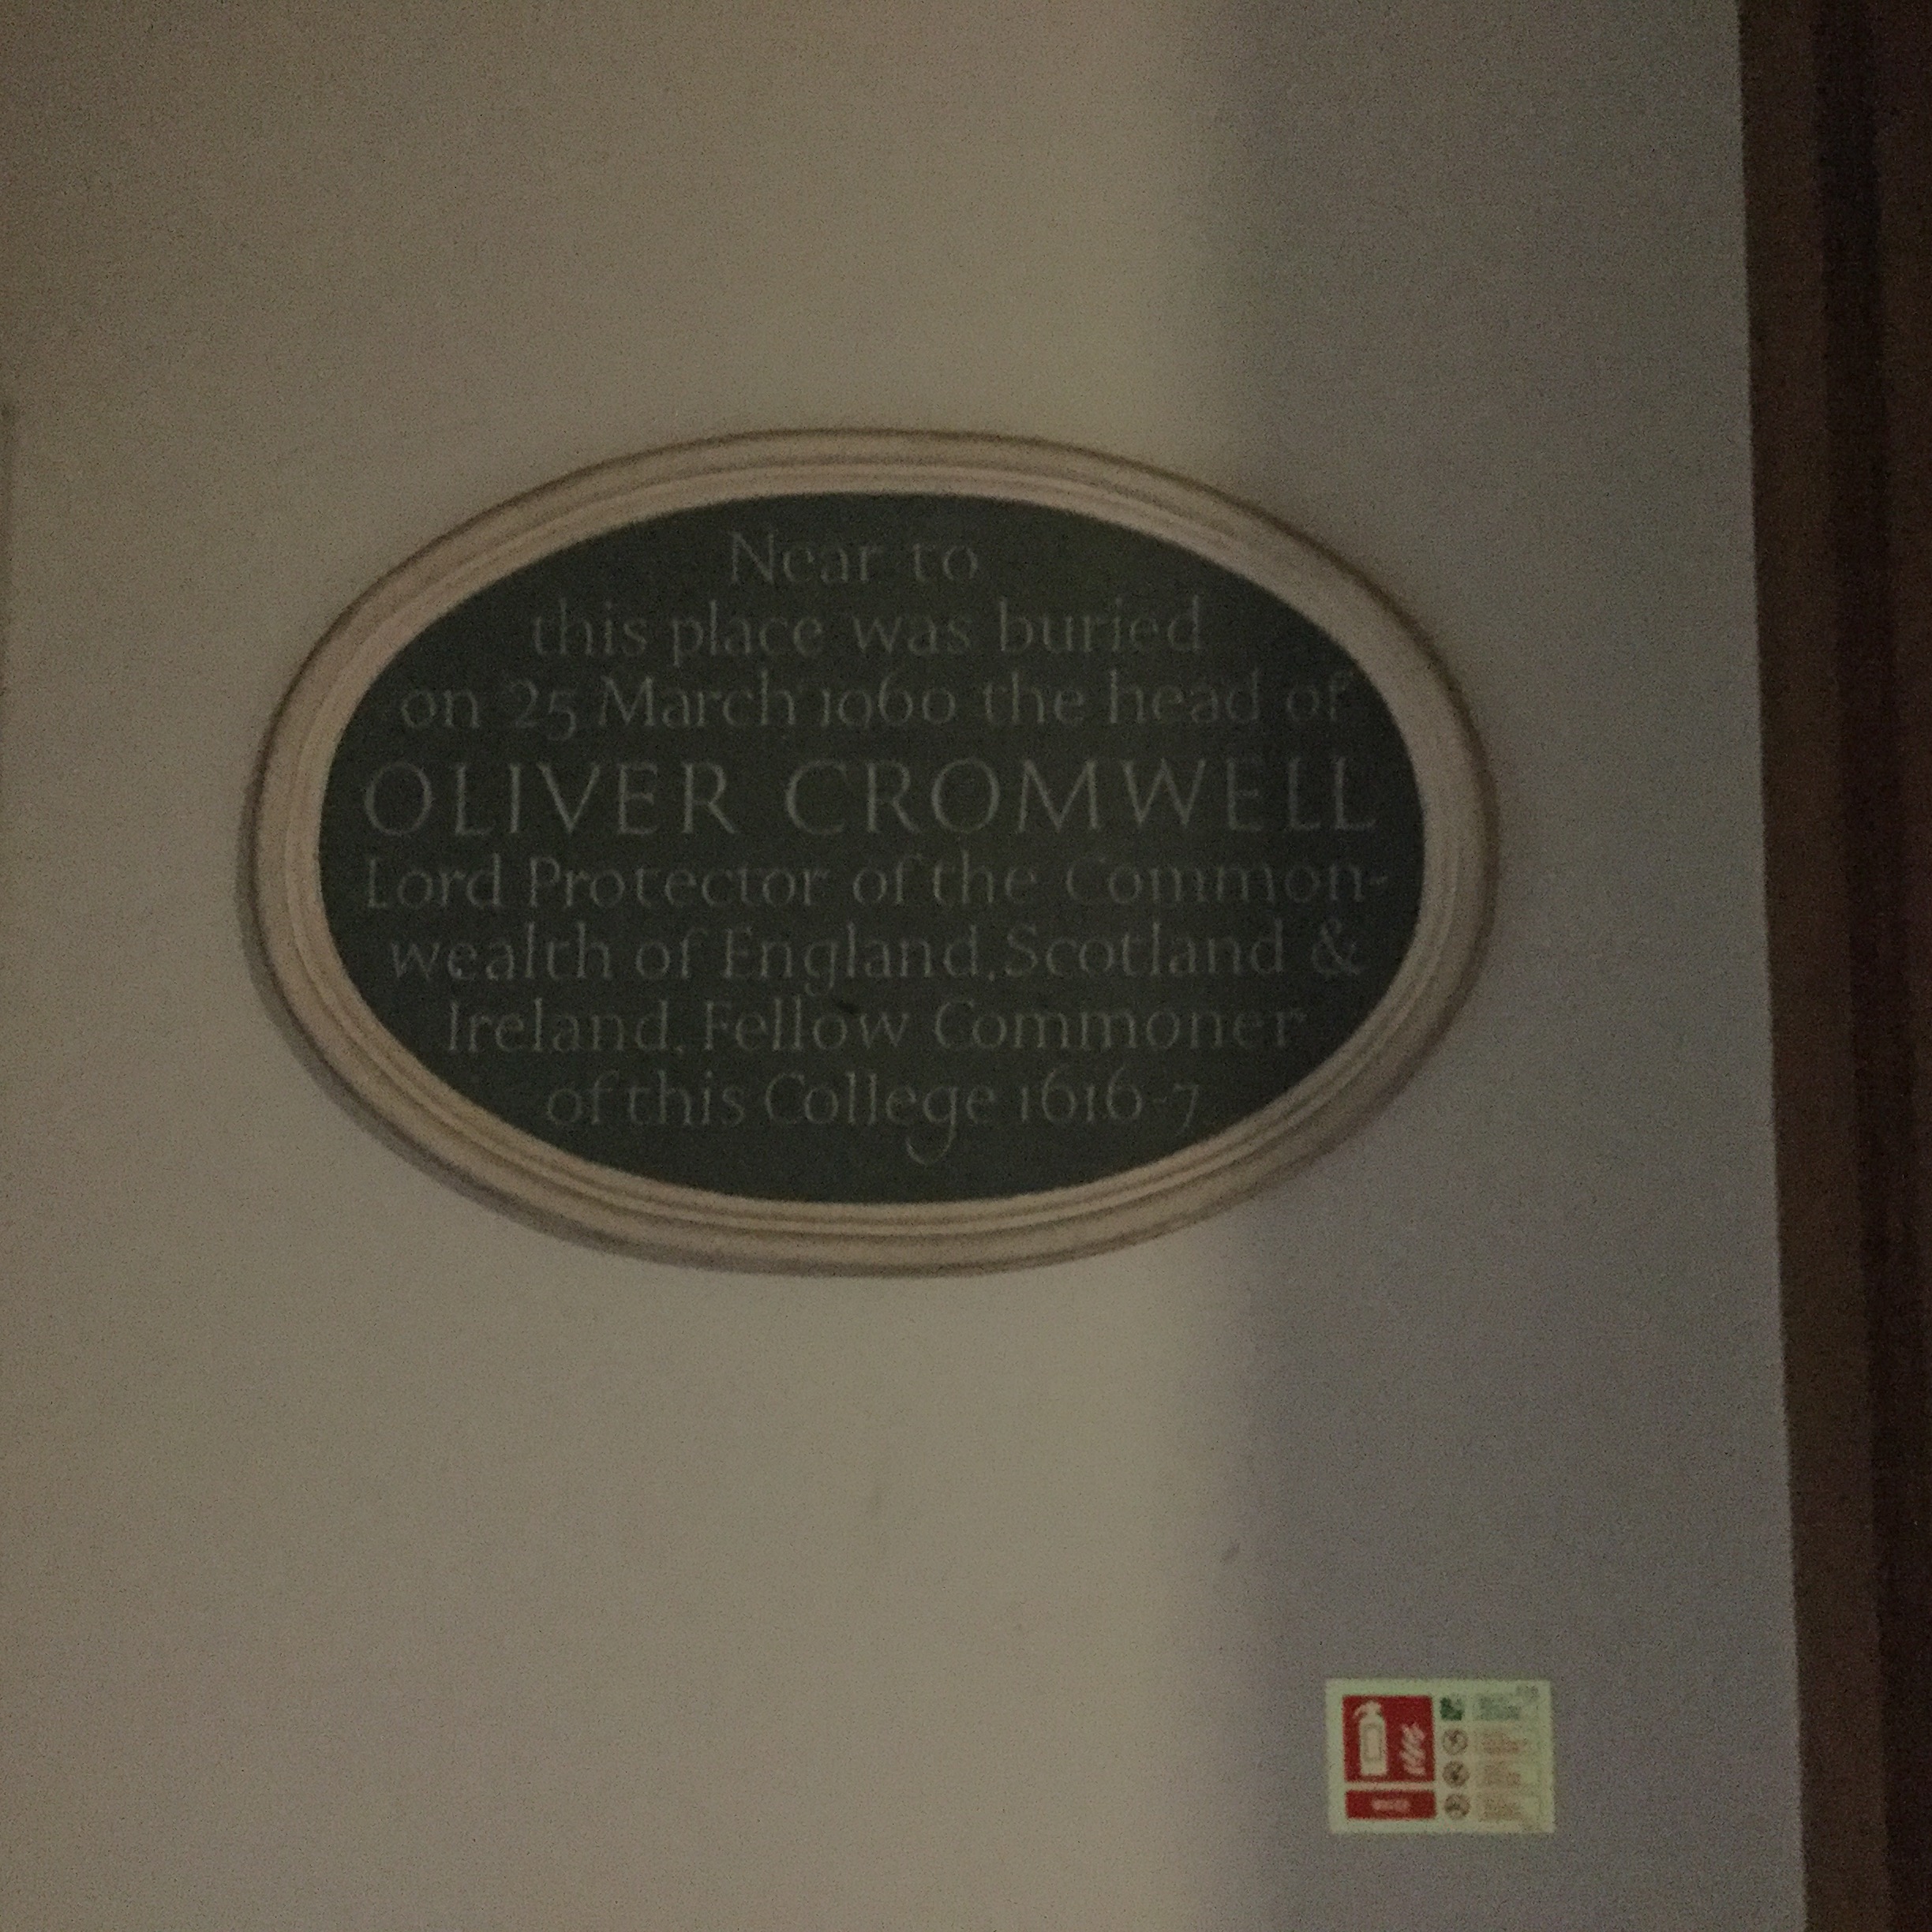 Near to
this place was buried
on 25 March 1960 the head of
OLIVER CROMWELL
Lord Protector of the Common-
wealth of England, Scotland &
Ireland, Fellow Commoner
of this College 1616-7